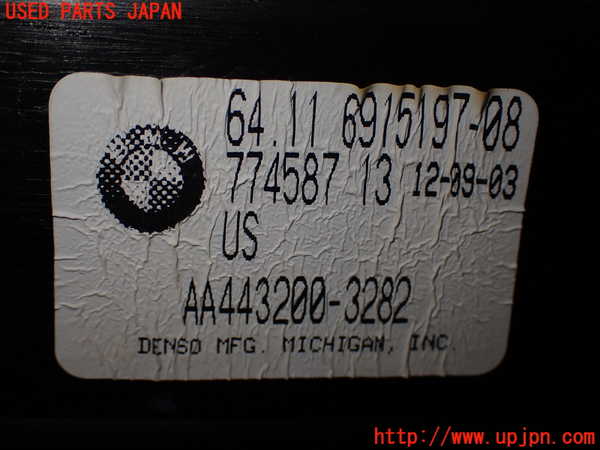 USED PARTS JAPAN
BMW
64.11 6915197-08
774587 13 12-09-03
US
AA443200-3282
DENSO MFG. MICHIGAN, INC.
http://www.upjpn.com/